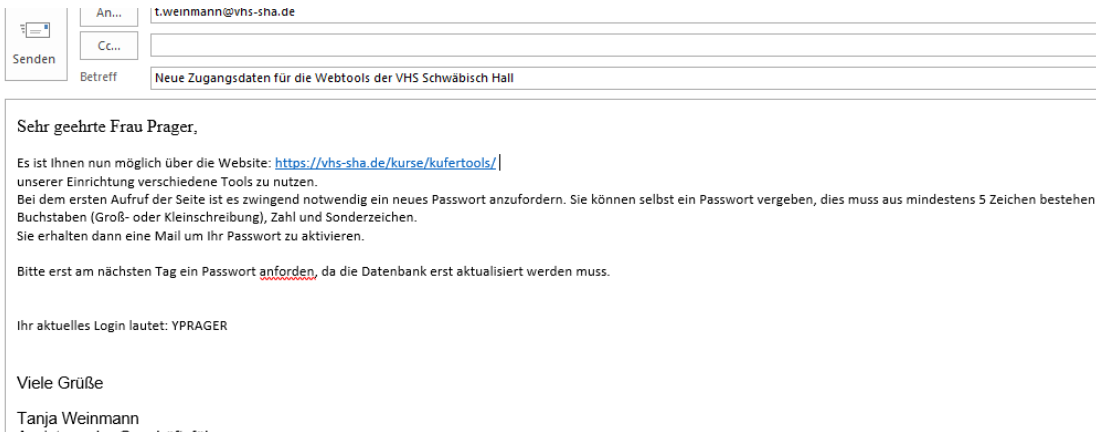 An...
t.weinmann@vhs-sha.de
Cc...
Senden
Betreff
Neue Zugangsdaten für die Webtools der VHS Schwäbisch Hall
Sehr geehrte Frau Prager,
Es ist Ihnen nun möglich über die Website: https://vhs-sha.de/kurse/kufertools/
unserer Einrichtung verschiedene Tools zu nutzen.
Bei dem ersten Aufruf der Seite ist es zwingend notwendig ein neues Passwort anzufordern. Sie können selbst ein Passwort vergeben, dies muss aus mindestens 5 Zeichen bestehen
Buchstaben (Groß- oder Kleinschreibung), Zahl und Sonderzeichen.
Sie erhalten dann eine Mail um Ihr Passwort zu aktivieren.
Bitte erst am nächsten Tag ein Passwort anforden, da die Datenbank erst aktualisiert werden muss.
Ihr aktuelles Login lautet: YPRAGER
Viele Grüße
Tanja Weinmann